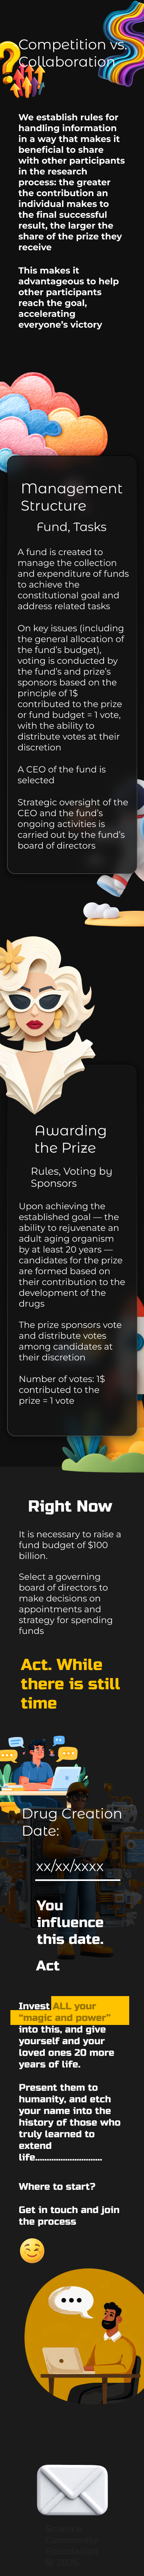 Competition vs.
Collaboration
We establish rules for
handling information
in a way that makes it
beneficial to share
with other participants
in the research
process: the greater
the contribution an
individual makes to
the final successful
result, the larger the
share of the prize they
receive
This makes it
advantageous to help
other participants
reach the goal,
accelerating
everyone's victory
Management
Structure
Fund, Tasks
A fund is created to
manage the collection
and expenditure of funds
to achieve the
constitutional goal and
address related tasks
On key issues (including
the general allocation of
the fund's budget),
voting is conducted by
the fund's and prize's
sponsors based on the
principle of 1$
contributed to the prize
or fund budget = 1 vote,
with the ability to
distribute votes at their
discretion
A CEO of the fund is
selected
Strategic oversight of the
CEO and the fund's
ongoing activities is
carried out by the fund's
board of directors
Awarding
the Prize
Rules, Voting by
Sponsors
Upon achieving the
established goal — the
ability to rejuvenate an
adult aging organism
by at least 20 years —
candidates for the prize
are formed based on
their contribution to the
development of the
drugs
The prize sponsors vote
and distribute votes
among candidates at
their discretion
Number of votes: 1$
contributed to the
prize = 1 vote
Right Now
It is necessary to raise a
fund budget of $100
billion.
Select a governing
board of directors to
make decisions on
appointments and
strategy for spending
funds
Act. While
there is still
time
Drug Creation
Date:
xx/xx/xxxx
You
influence
this date.
Act
Invest ALL your
"magic and power"
into this, and give
yourself and your
loved ones 20 more
years of life.
Present them to
humanity, and etch
your name into the
history of those who
truly learned to
extend
life.............................
Where to start?
Get in touch and join
the process